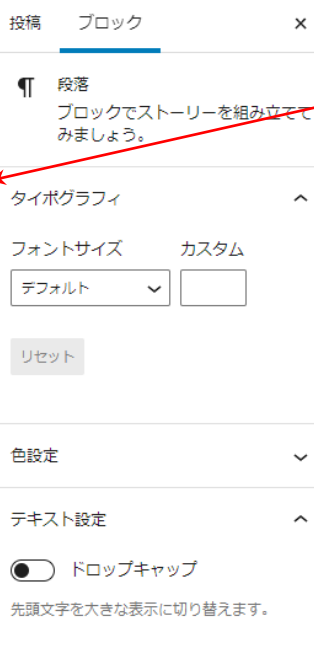 投稿 ブロック ×
¶ 段落
ブロックでストーリーを組み立てて
みましょう。
タイポグラフィ
フォントサイズ カスタム
デフォルト
リセット
色設定
テキスト設定
ドロップキャップ
先頭文字を大きな表示に切り替えます。